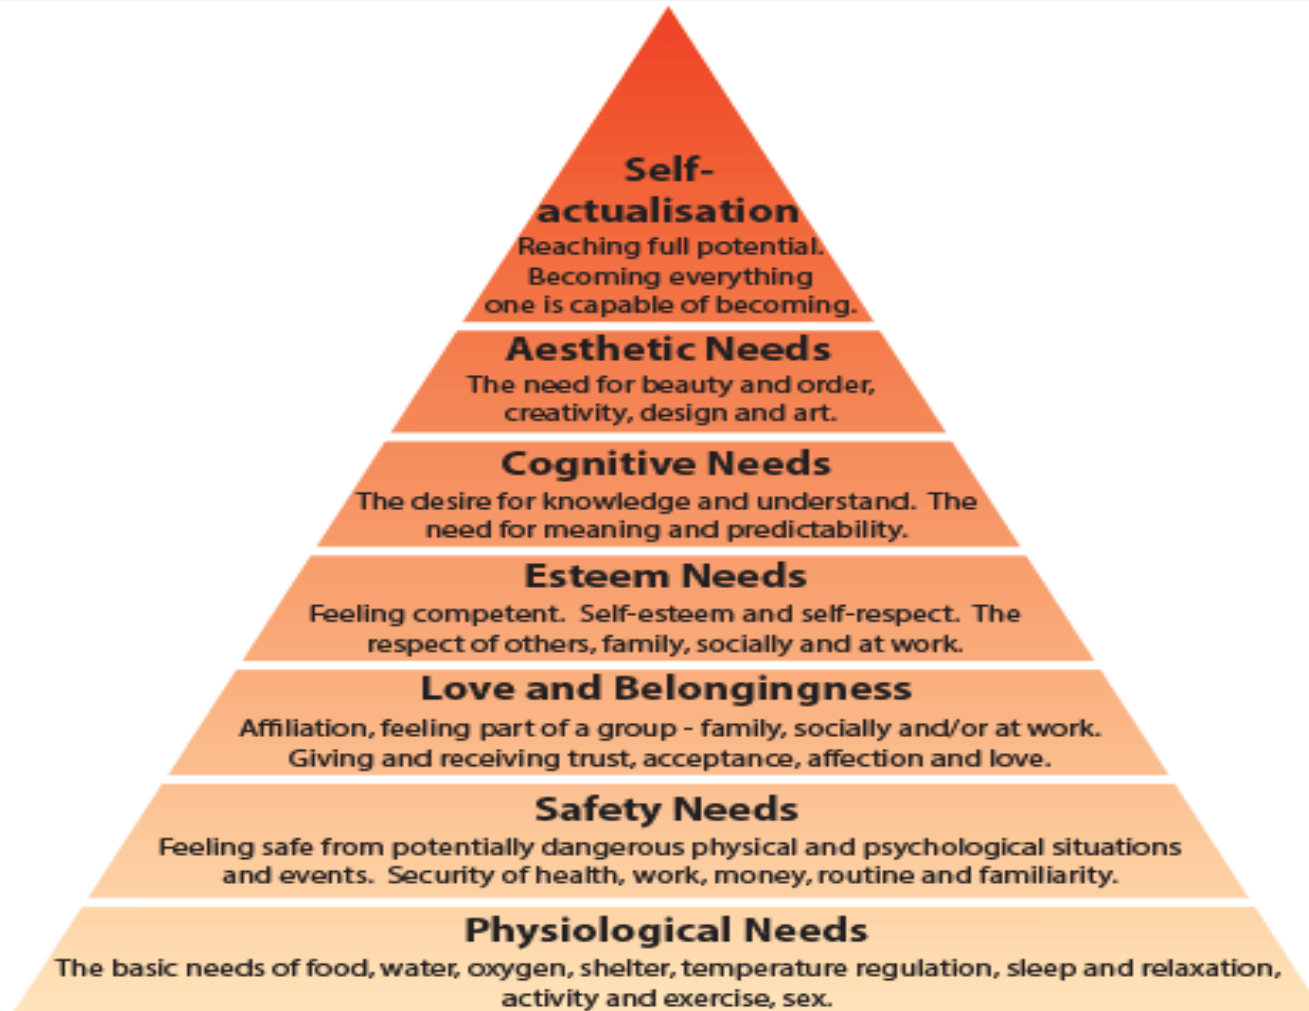 Self-
actualisation
Reaching full potential.
Becoming everything
one is capable of becoming.
Aesthetic Needs
The need for beauty and order,
creativity, design and art.
Cognitive Needs
The desire for knowledge and understand. The
need for meaning and predictability.
Esteem Needs
Feeling competent. Self-esteem and self-respect. The
respect of others, family, socially and at work.
Love and Belongingness
Affiliation, feeling part of a group - family, socially and/or at work.
Giving and receiving trust, acceptance, affection and love.
Safety Needs
Feeling safe from potentially dangerous physical and psychological situations
and events. Security of health, work, money, routine and familiarity.
Physiological Needs
The basic needs of food, water, oxygen, shelter, temperature regulation, sleep and relaxation,
activity and exercise, sex.